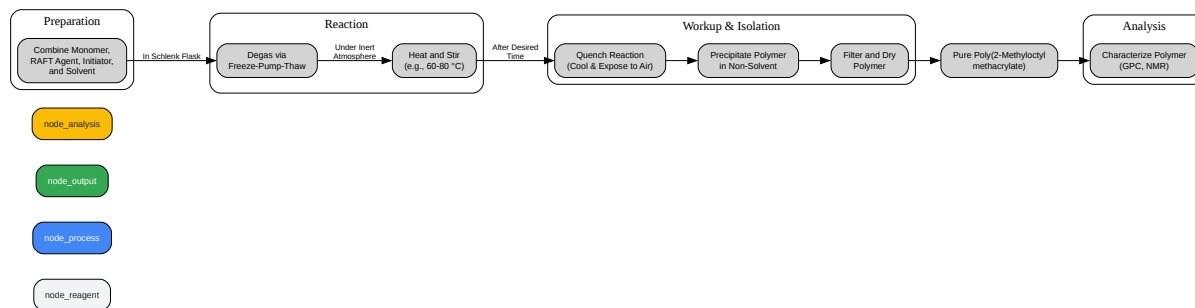 Preparation
Combine Monomer,
RAFT Agent, Initiator,
and Solvent
In Schlenk Flask
Reaction
Degas via
Freeze-Pump-Thaw
Under Inert
Atmosphere
Heat and Stir
(e.g., 60-80 °C)
After Desired
Time
Workup & Isolation
Quench Reaction
(Cool & Expose to Air)
Precipitate Polymer
in Non-Solvent
Filter and Dry
Polymer
Pure Poly(2-Methyloctyl
methacrylate)
Analysis
Characterize Polymer
(GPC, NMR)
node_analysis
node_output
node_process
node_reagent